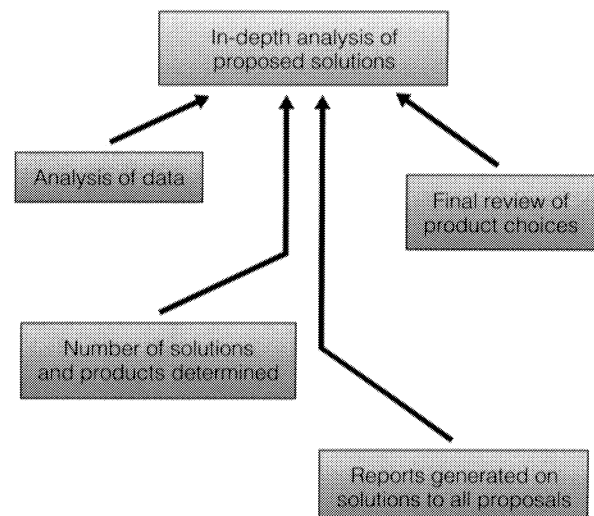 In-depth analysis of
proposed solutions
Analysis of data
Final review of
product choices
Number of solutions
and products determined
Reports generated on
solutions to all proposals